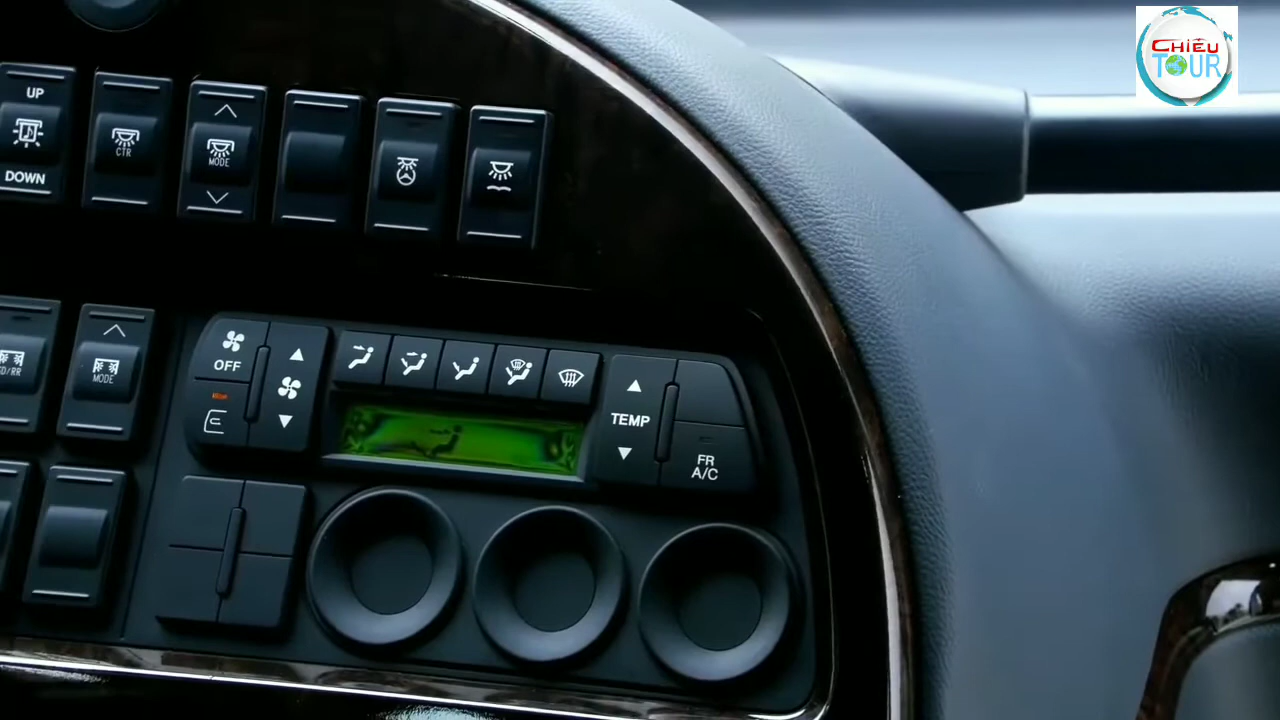 CHIẾU
TOUR
UP
DOWN
CTR
MODE
MODE
OFF
TEMP
FR
A/C